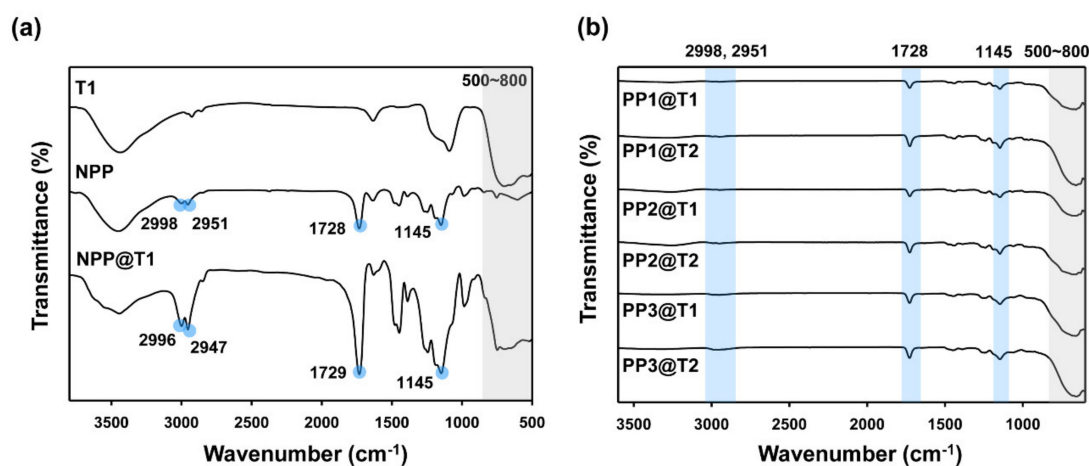 (a)
500~800
T1
NPP
2998
2951
1728
1145
NPP@T1
2996
2947
1729
1145
Transmittance (%)
3000
2500
2000
1500
1000
500
Wavenumber (cm⁻¹)
(b)
2998, 2951
1728
1145
500~800
PP1@T1
PP1@T2
PP2@T1
PP2@T2
PP3@T1
PP3@T2
Transmittance (%)
3500
3000
2500
2000
1500
1000
Wavenumber (cm⁻¹)